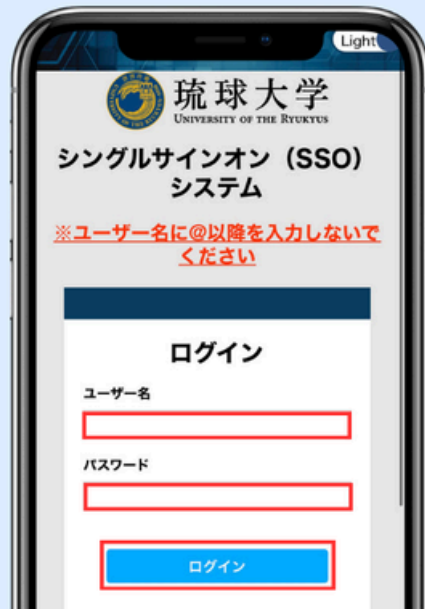 Light
琉球大学
UNIVERSITY OF THE RYUKYUS
シングルサインオン（SSO）
システム
※ユーザー名に@以降を入力しないで
ください
ログイン
ユーザー名
パスワード
ログイン